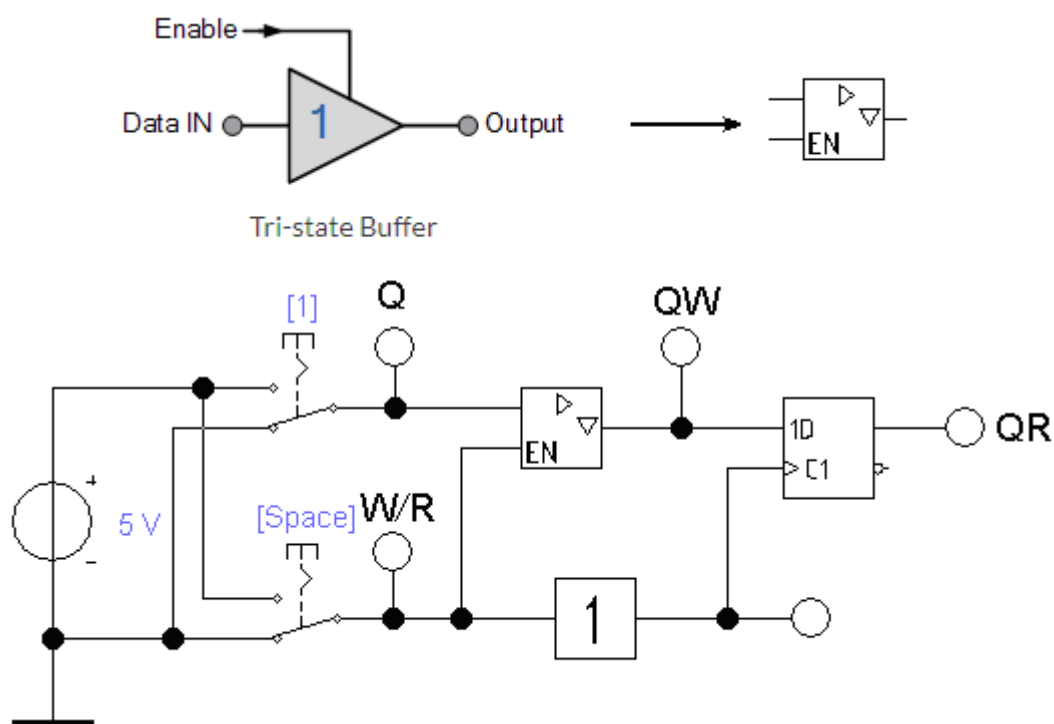 Enable
Data IN
1
Output
EN
Tri-state Buffer
[1]
Q
QW
EN
1D
C1
QR
+
5 V
−
[Space]
W/R
1